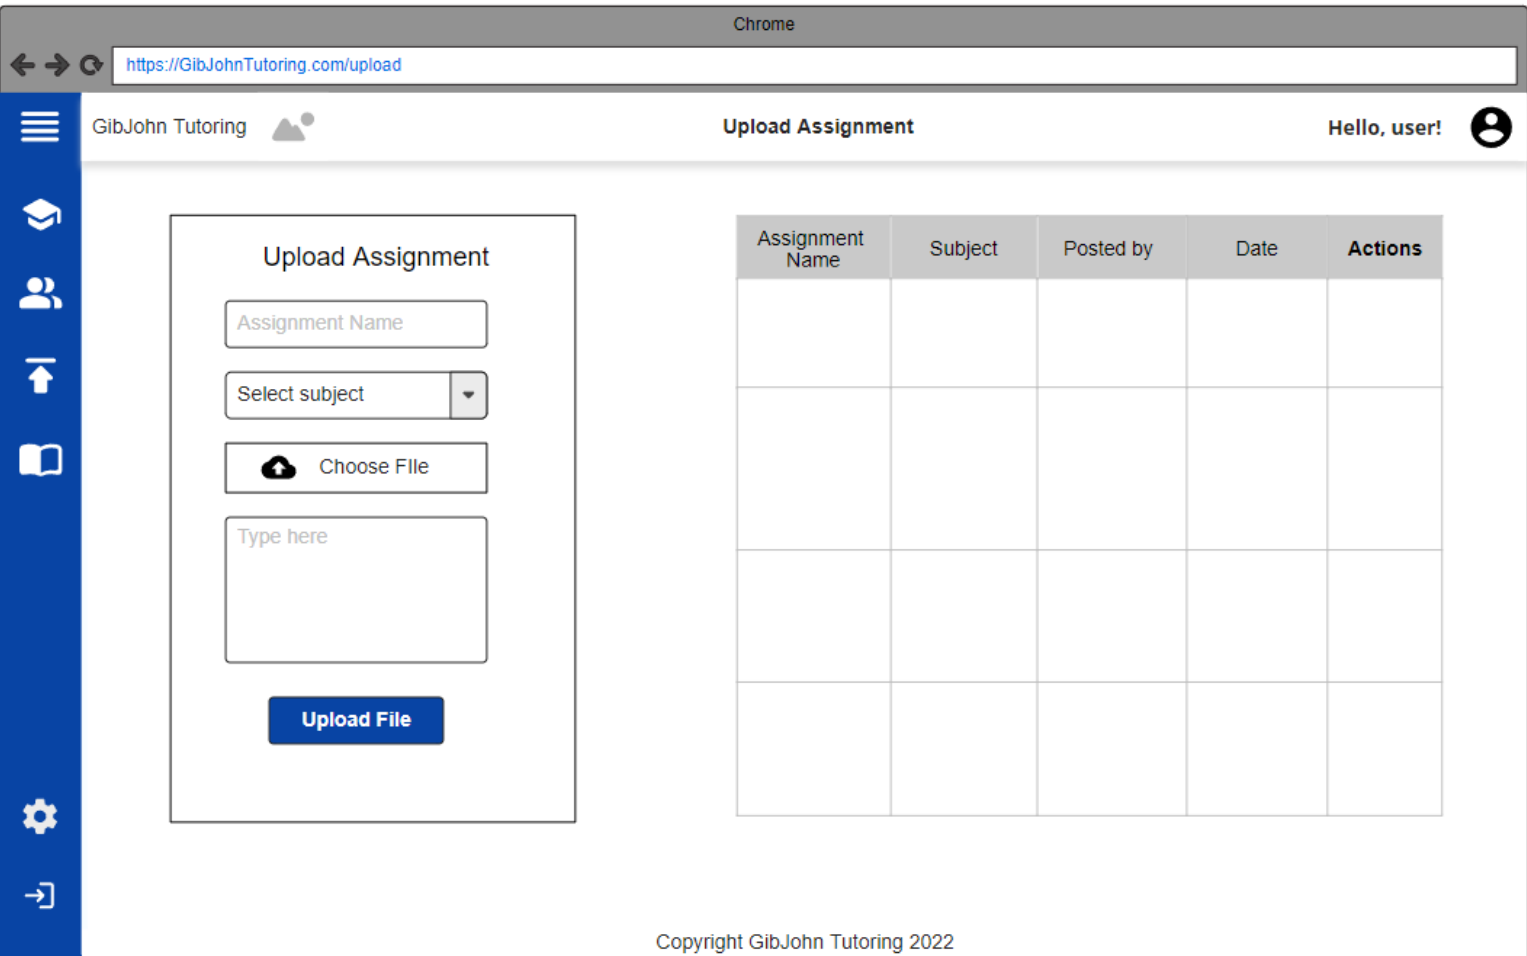 Chrome
https://GibJohnTutoring.com/upload
GibJohn Tutoring
Upload Assignment
Hello, user!
Upload Assignment
Assignment Name
Select subject
Choose FIle
Type here
Upload File
Assignment
Name
Subject
Posted by
Date
Actions
Copyright GibJohn Tutoring 2022